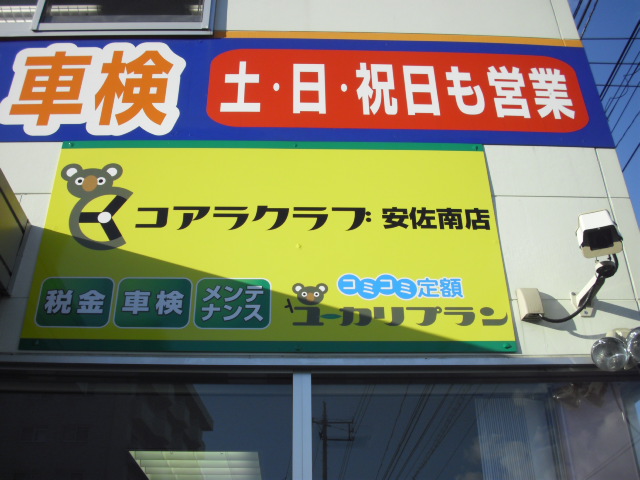 車検 土・日・祝日も営業
コアラクラブ 安佐南店
税金 車検 メンテナンス
コミコミ定額
ユーカリプラン